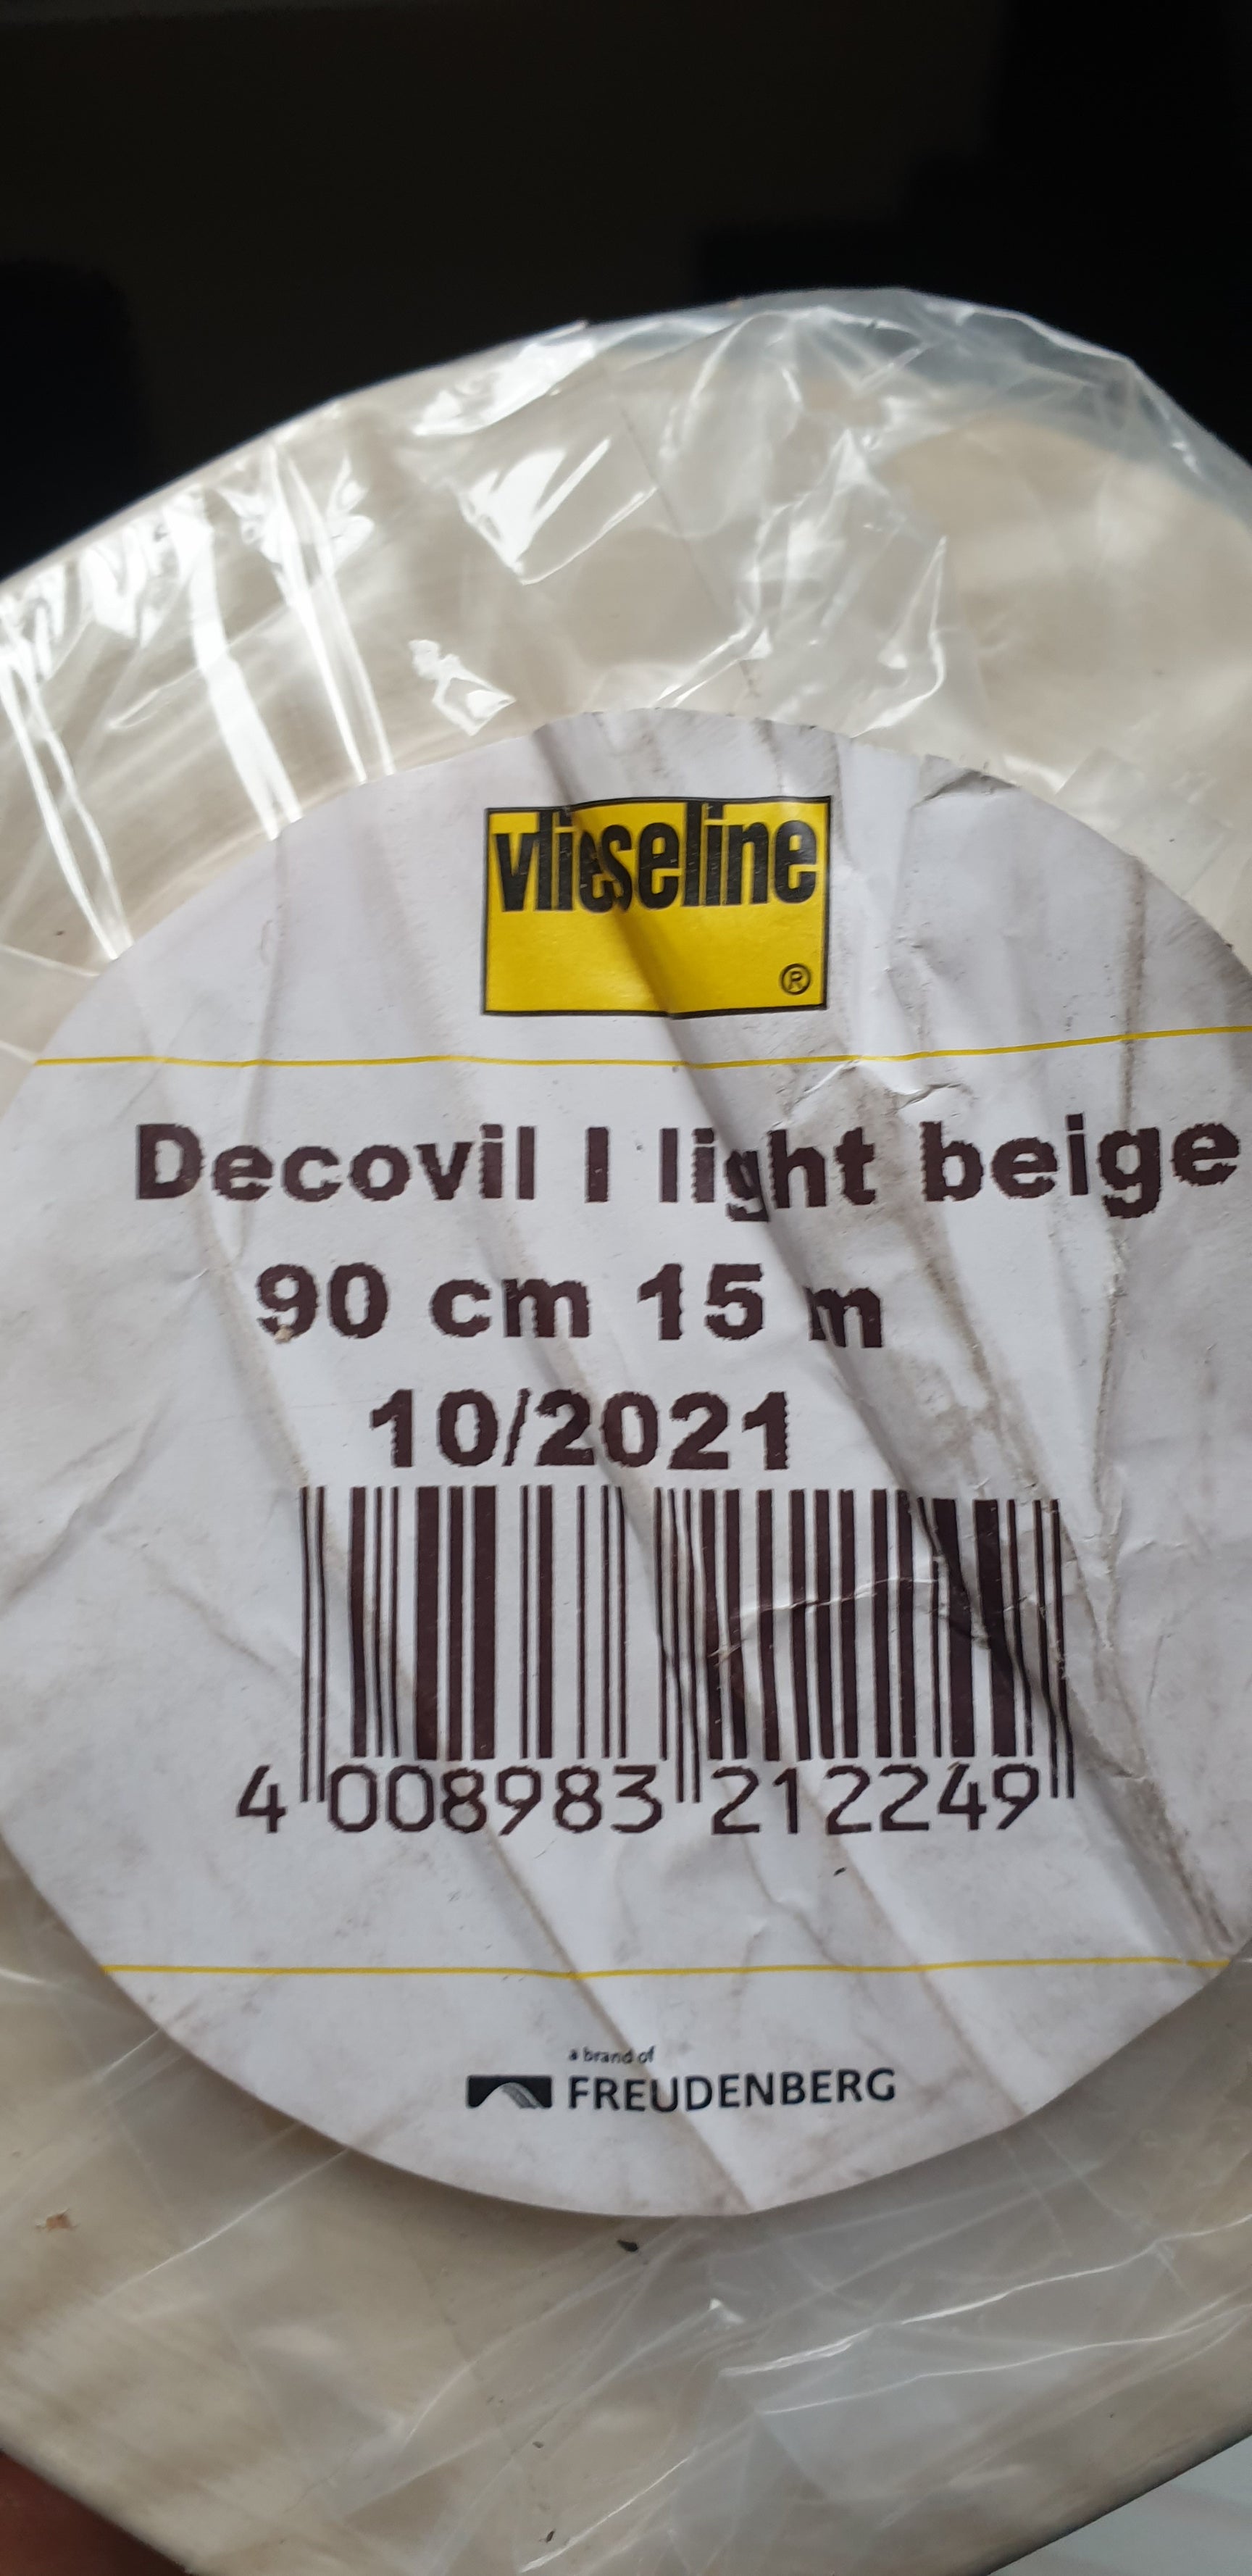 vlieseline
®
Decovil I light beige
90 cm 15 m
10/2021
4 008983 212249
a brand of
FREUDENBERG